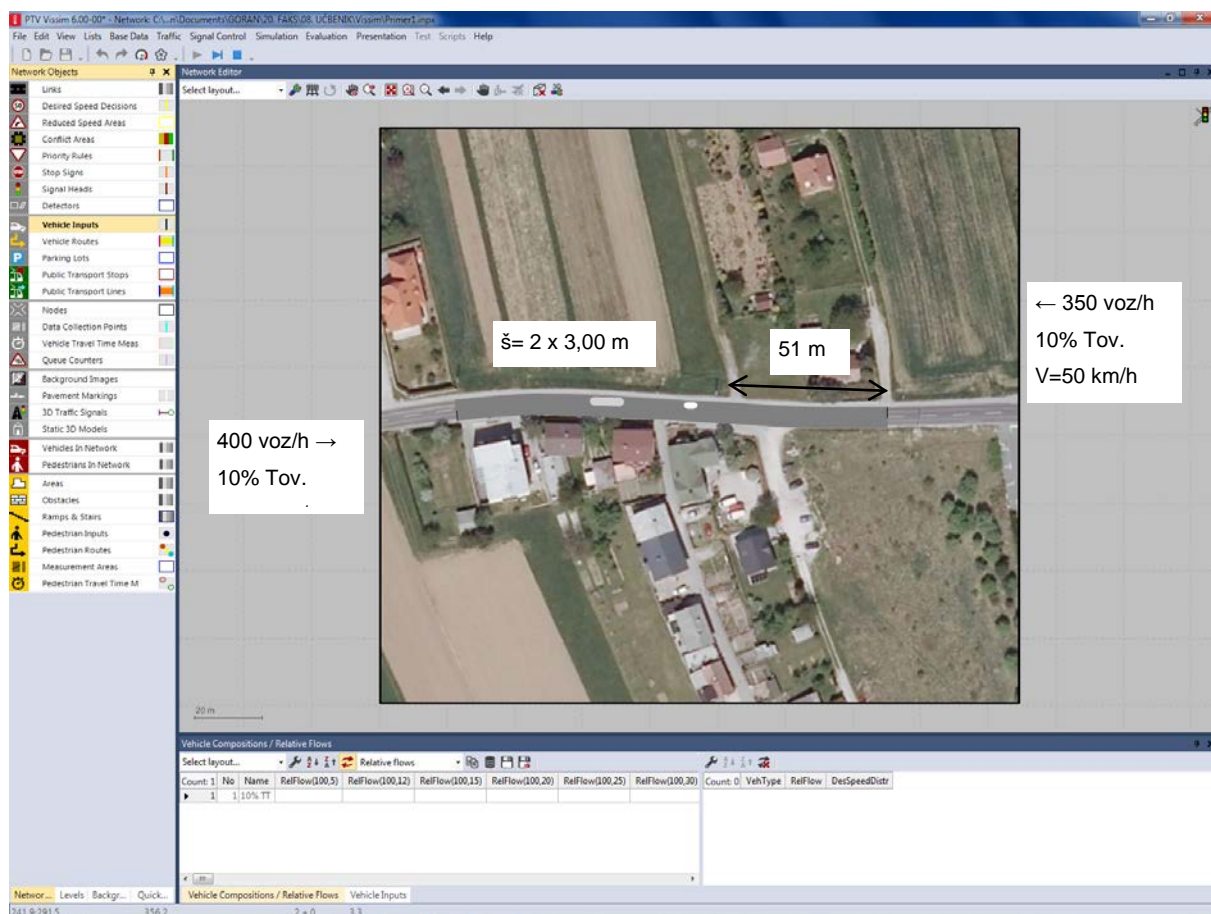 PTV Vissim 6.00-00* - Network: C:\...n\Documents\GORAN\20. FAKS\08. UČBENIK\Vissim\Primer1.inpx
File Edit View Lists Base Data Traffic Signal Control Simulation Evaluation Presentation Test Scripts Help
Network Objects
Network Editor
Links
Select layout...
Desired Speed Decisions
Reduced Speed Areas
Conflict Areas
Priority Rules
Stop Signs
Signal Heads
Detectors
Vehicle Inputs
Vehicle Routes
Parking Lots
Public Transport Stops
Public Transport Lines
Nodes
Data Collection Points
Vehicle Travel Time Meas
Queue Counters
Background Images
Pavement Markings
3D Traffic Signals
Static 3D Models
Vehicles In Network
Pedestrians In Network
Areas
Obstacles
Ramps & Stairs
Pedestrian Inputs
Pedestrian Routes
Measurement Areas
Pedestrian Travel Time M
š= 2 x 3,00 m
51 m
← 350 voz/h
10% Tov.
V=50 km/h
400 voz/h →
10% Tov.
20 m
Vehicle Compositions / Relative Flows
Select layout... Relative flows
Count: 1 No Name RelFlow(100,5) RelFlow(100,12) RelFlow(100,15) RelFlow(100,20) RelFlow(100,25) RelFlow(100,30)
1 1 10% TT
Count: 0 VehType RelFlow DesSpeedDistr
Networ... Levels Backgr... Quick...
Vehicle Compositions / Relative Flows Vehicle Inputs